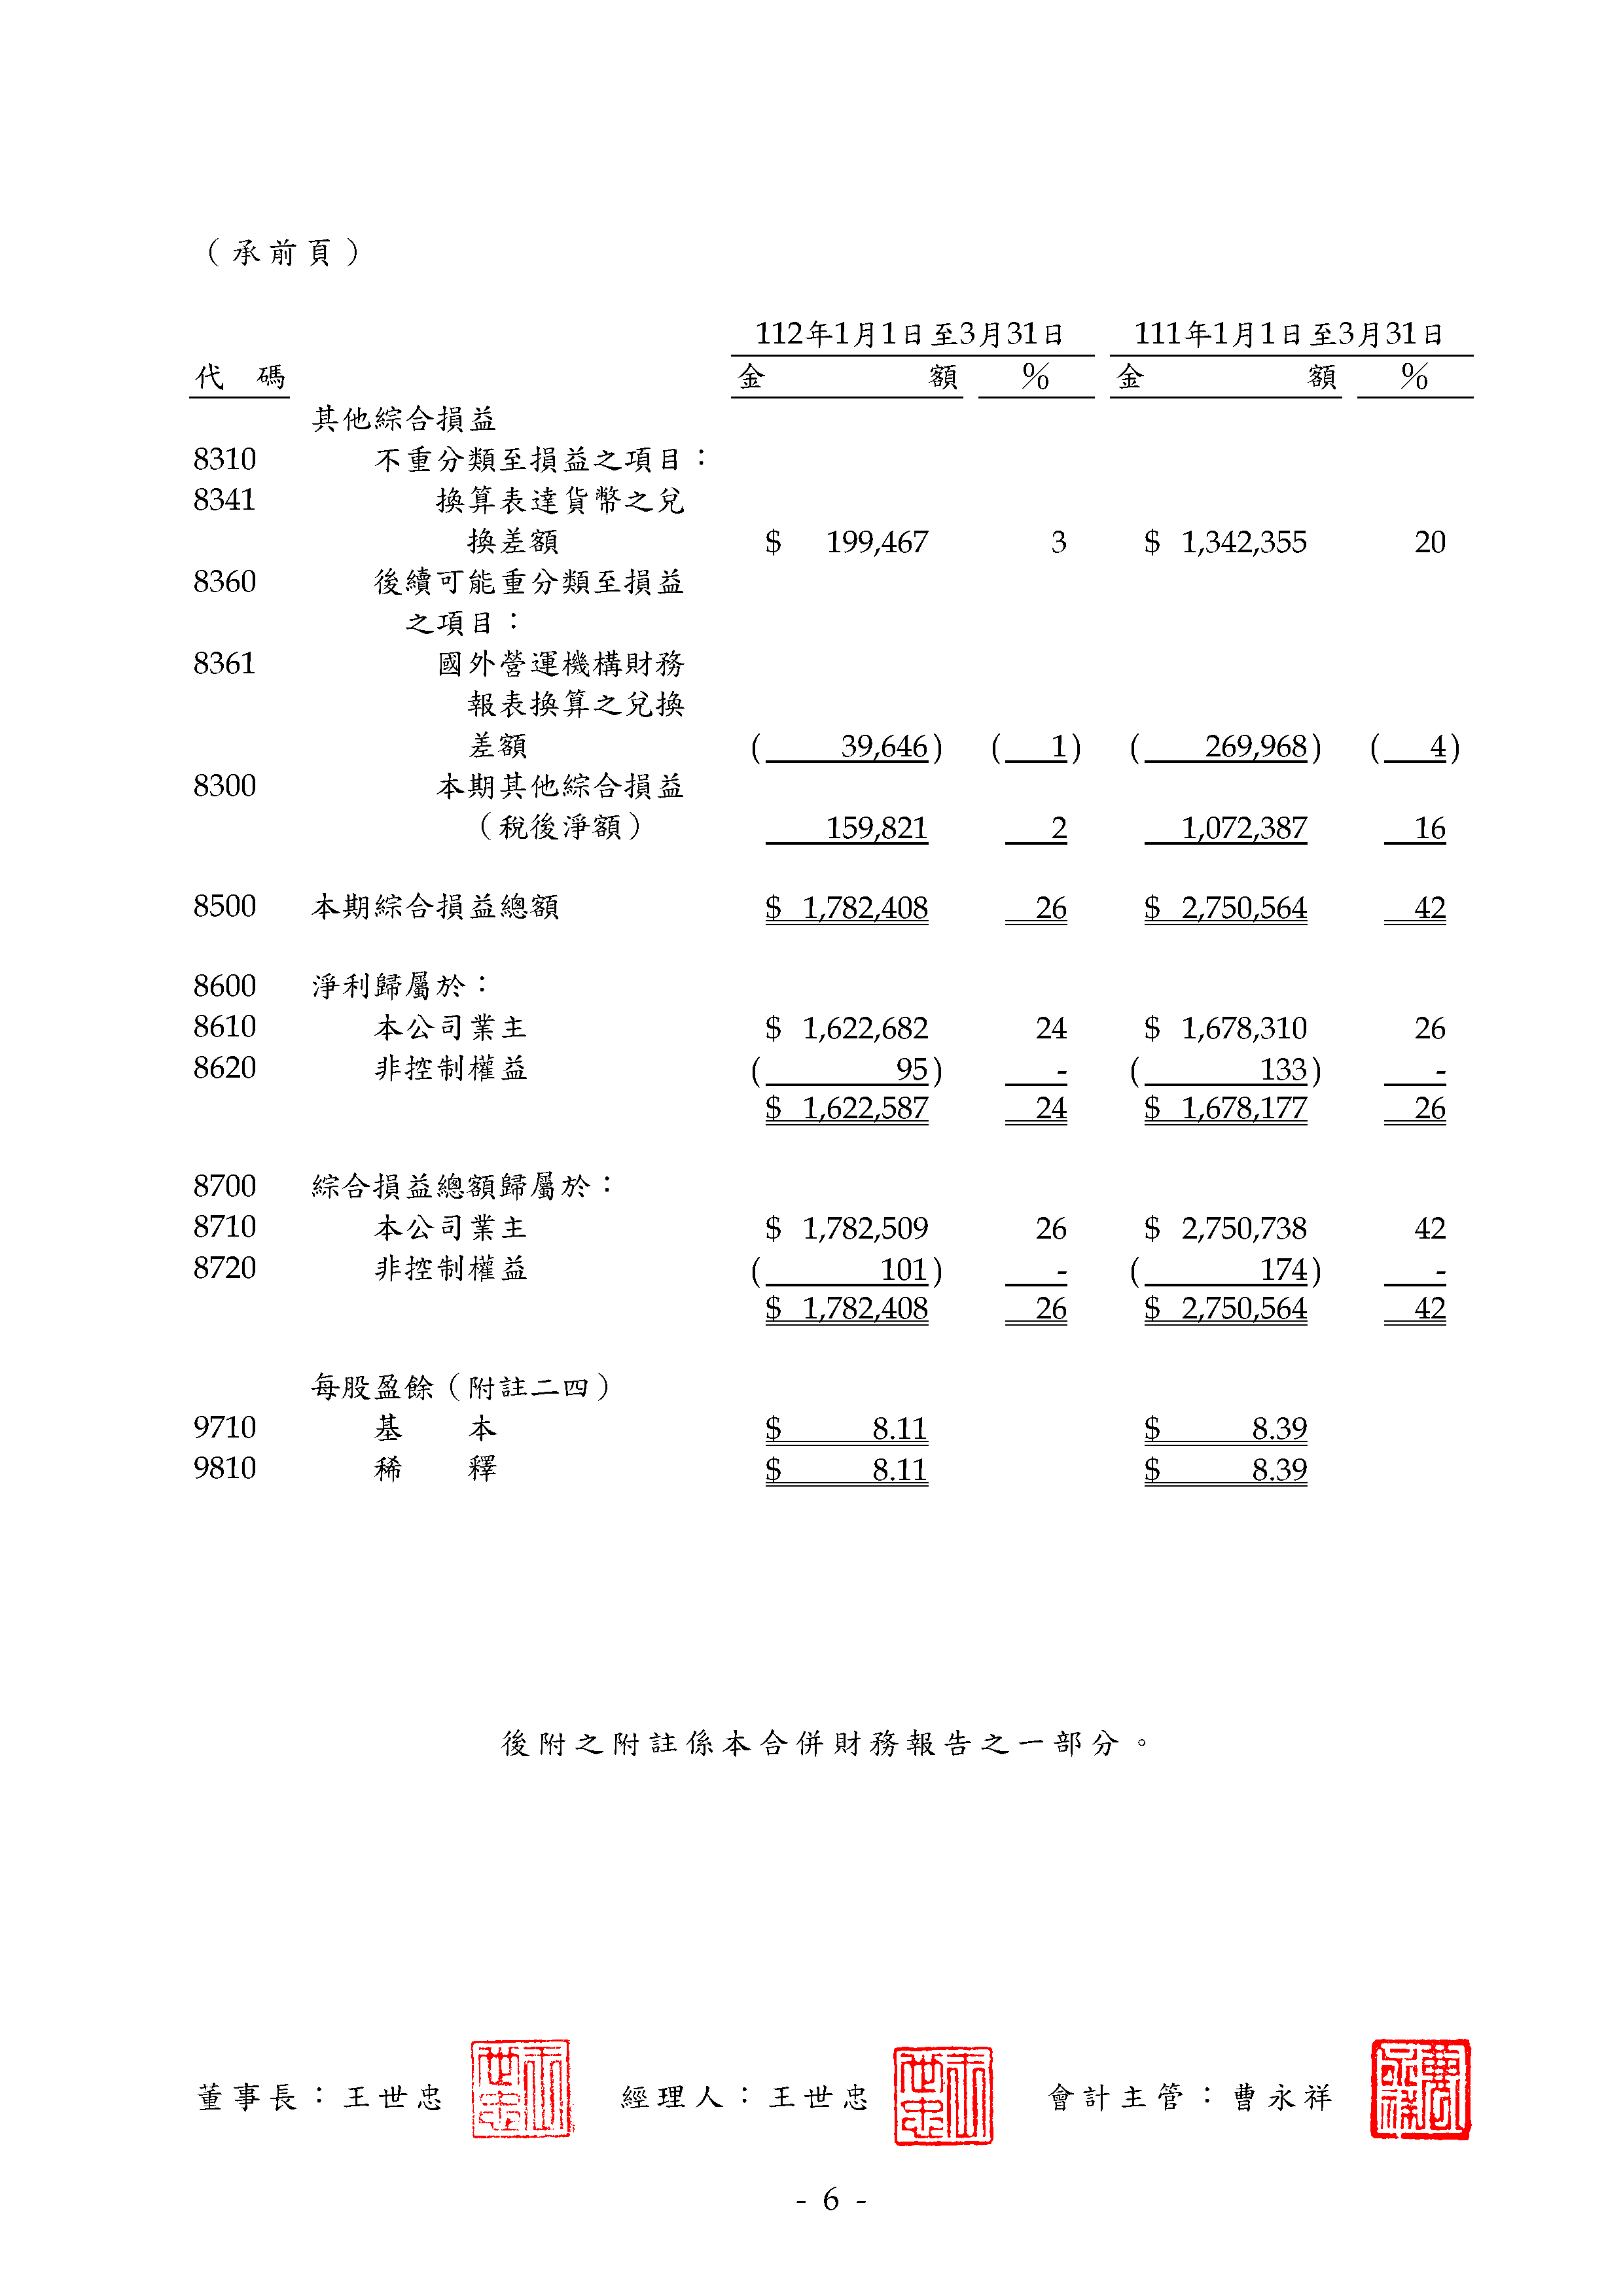 （承前頁）
112年1月1日至3月31日 111年1月1日至3月31日
代 碼 金 額 % 金 額 %
其他綜合損益
8310 不重分類至損益之項目：
8341 換算表達貨幣之兌
換差額 $ 199,467 3 $ 1,342,355 20
8360 後續可能重分類至損益
之項目：
8361 國外營運機構財務
報表換算之兌換
差額 ( 39,646) ( 1) ( 269,968) ( 4)
8300 本期其他綜合損益
（稅後淨額） 159,821 2 1,072,387 16
8500 本期綜合損益總額 $ 1,782,408 26 $ 2,750,564 42
8600 淨利歸屬於：
8610 本公司業主 $ 1,622,682 24 $ 1,678,310 26
8620 非控制權益 ( 95) - ( 133) -
$ 1,622,587 24 $ 1,678,177 26
8700 綜合損益總額歸屬於：
8710 本公司業主 $ 1,782,509 26 $ 2,750,738 42
8720 非控制權益 ( 101) - ( 174) -
$ 1,782,408 26 $ 2,750,564 42
每股盈餘（附註二四）
9710 基 本 $ 8.11 $ 8.39
9810 稀 釋 $ 8.11 $ 8.39
後附之附註係本合併財務報告之一部分。
董事長：王世忠 王世忠 經理人：王世忠 王世忠 會計主管：曹永祥 曹永祥
- 6 -